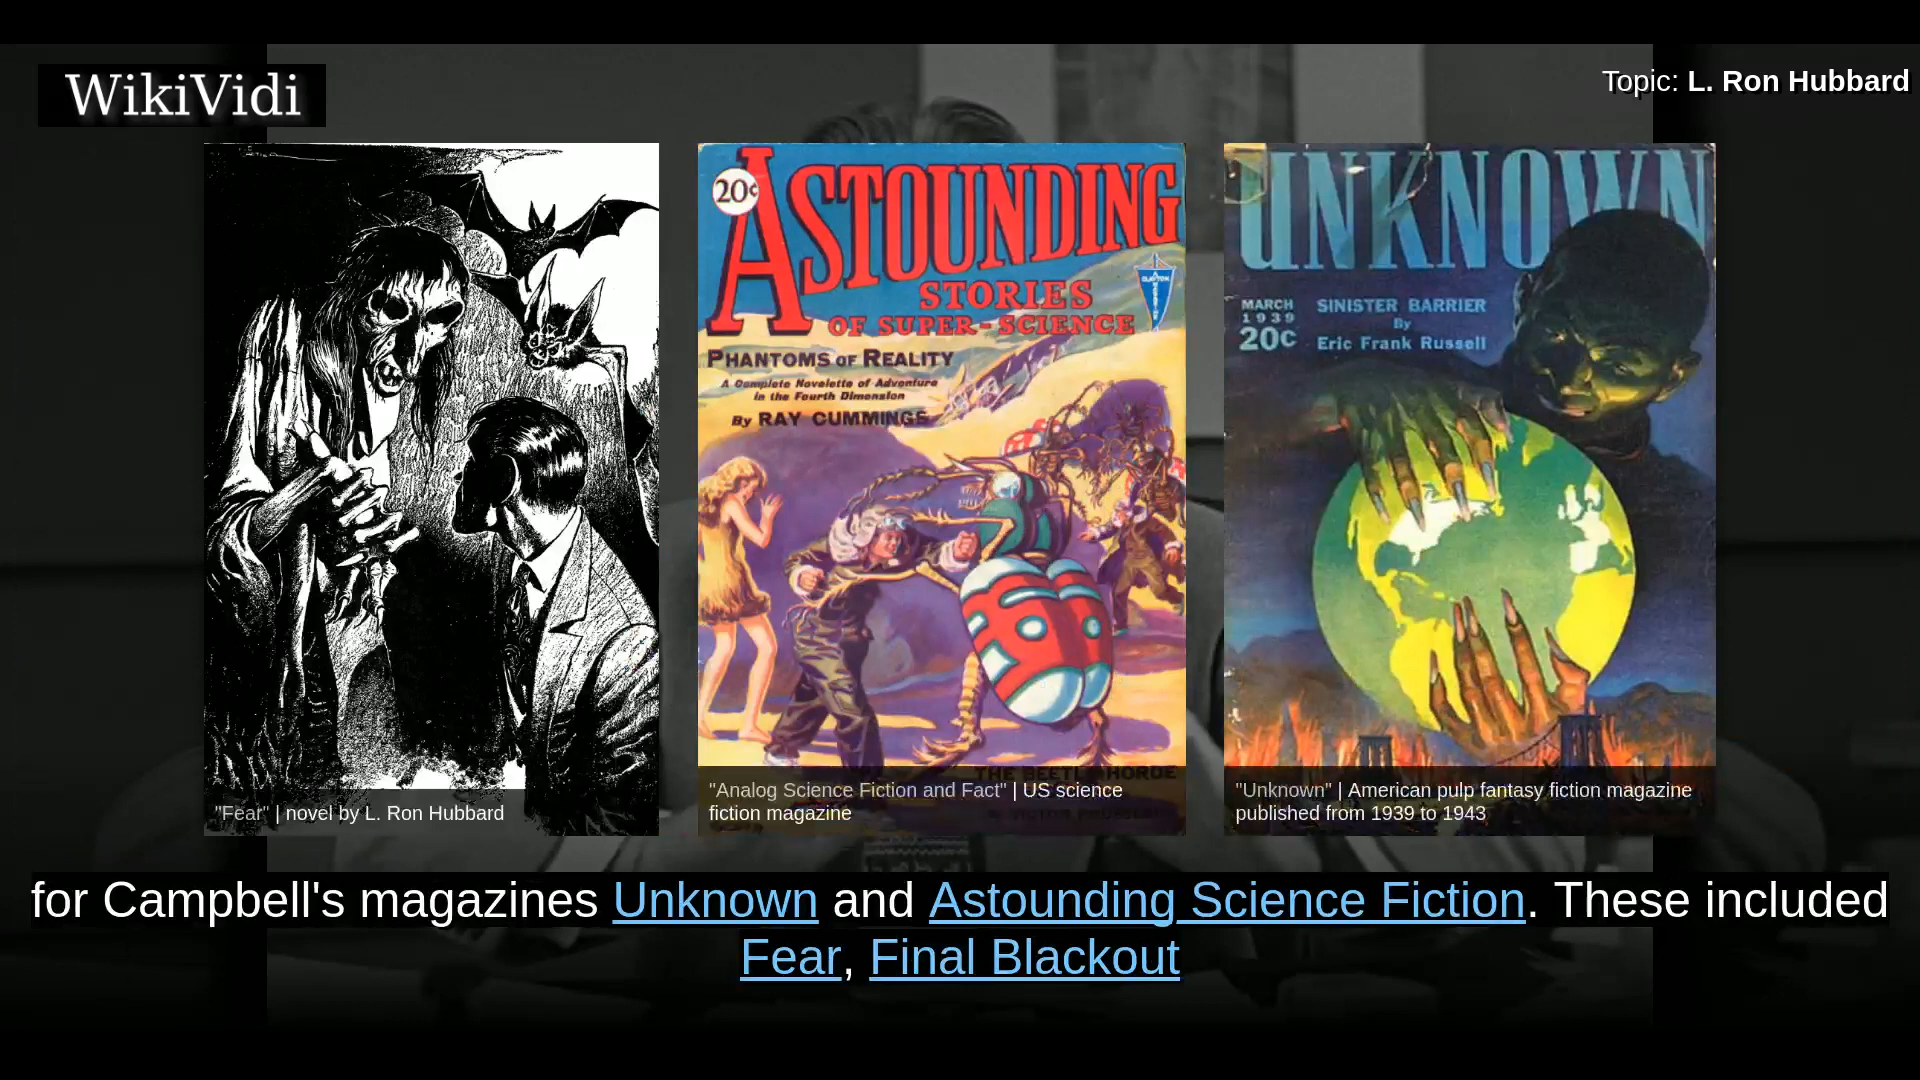 WikiVidi
Topic: L. Ron Hubbard
20¢
ASTOUNDING
STORIES
OF SUPER-SCIENCE
PHANTOMS OF REALITY
A Complete Novelette of Adventure
in the Fourth Dimension
By RAY CUMMINGS
THE BEETLE HORDE
"Fear" | novel by L. Ron Hubbard
"Analog Science Fiction and Fact" | US science
fiction magazine
UNKNOWN
MARCH
1939
20c
SINISTER BARRIER
By
Eric Frank Russell
"Unknown" | American pulp fantasy fiction magazine
published from 1939 to 1943
for Campbell's magazines Unknown and Astounding Science Fiction. These included
Fear, Final Blackout